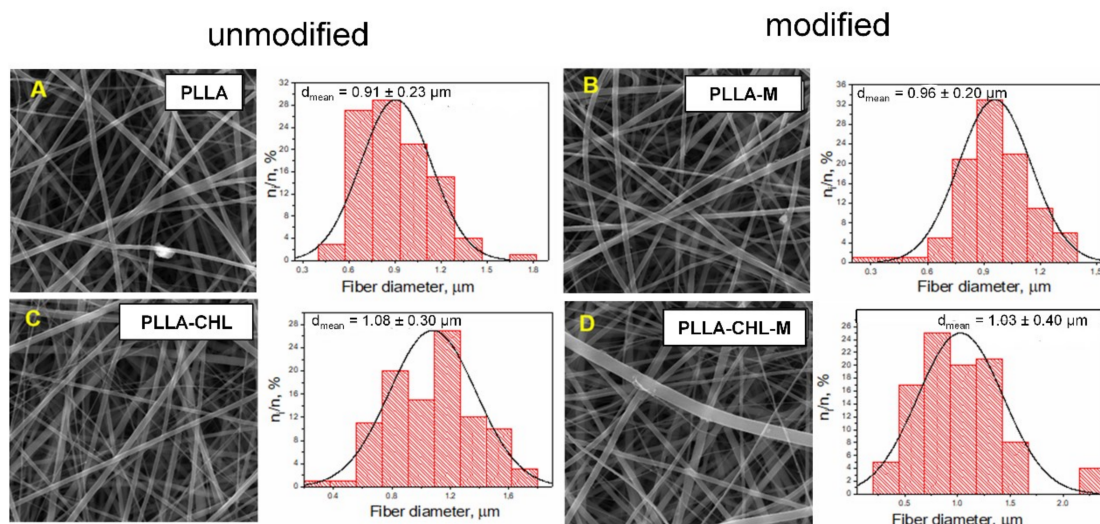 unmodified
modified
A
PLLA
d_mean = 0.91 ± 0.23 µm
n_i/n, %
32
28
24
20
16
12
8
4
0
0.3 0.6 0.9 1.2 1.5 1.8
Fiber diameter, µm
B
PLLA-M
d_mean = 0.96 ± 0.20 µm
n_i/n, %
36
32
28
24
20
16
12
8
4
0
0.3 0.6 0.9 1.2 1.5
Fiber diameter, µm
C
PLLA-CHL
d_mean = 1.08 ± 0.30 µm
n_i/n, %
28
24
20
16
12
8
4
0
0.4 0.8 1.2 1.6
Fiber diameter, µm
D
PLLA-CHL-M
d_mean = 1.03 ± 0.40 µm
n_i/n, %
26
24
22
20
18
16
14
12
10
8
6
4
2
0
0.5 1.0 1.5 2.0
Fiber diameter, µm